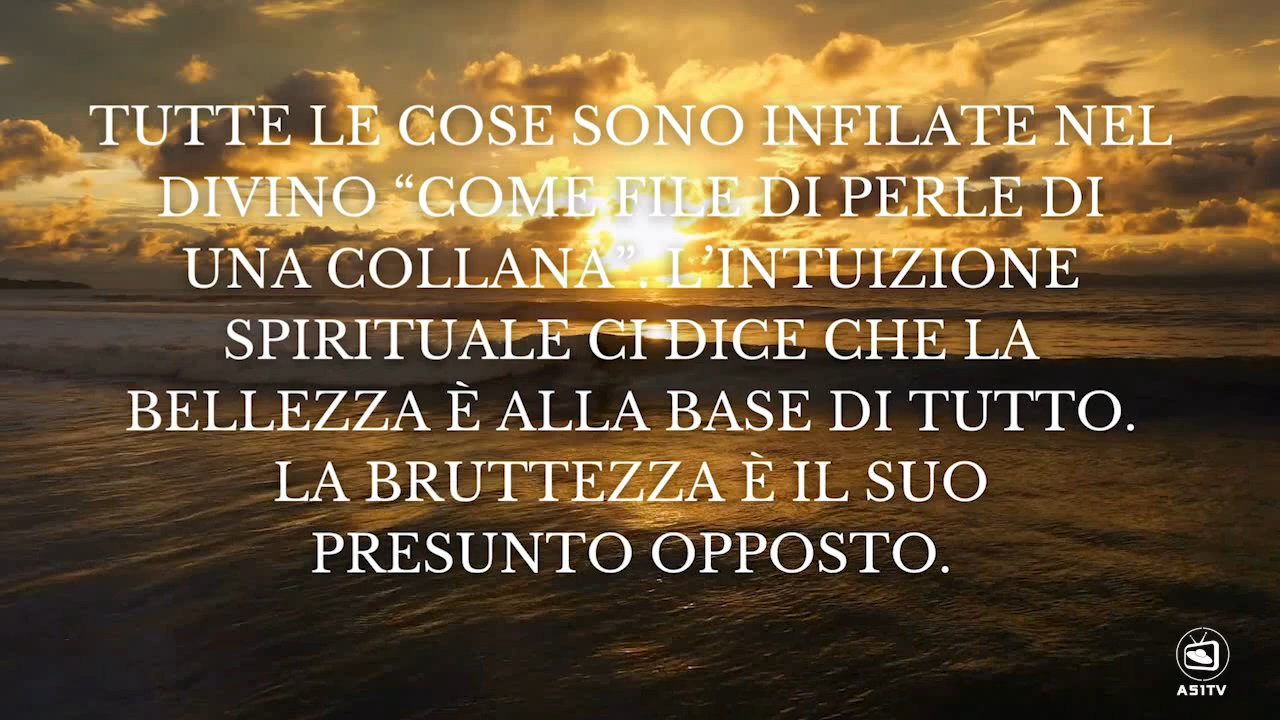 TUTTE LE COSE SONO INFILATE NEL
DIVINO “COME FILE DI PERLE DI
UNA COLLANA”. L’INTUIZIONE
SPIRITUALE CI DICE CHE LA
BELLEZZA È ALLA BASE DI TUTTO.
LA BRUTTEZZA È IL SUO
PRESUNTO OPPOSTO.
A51TV